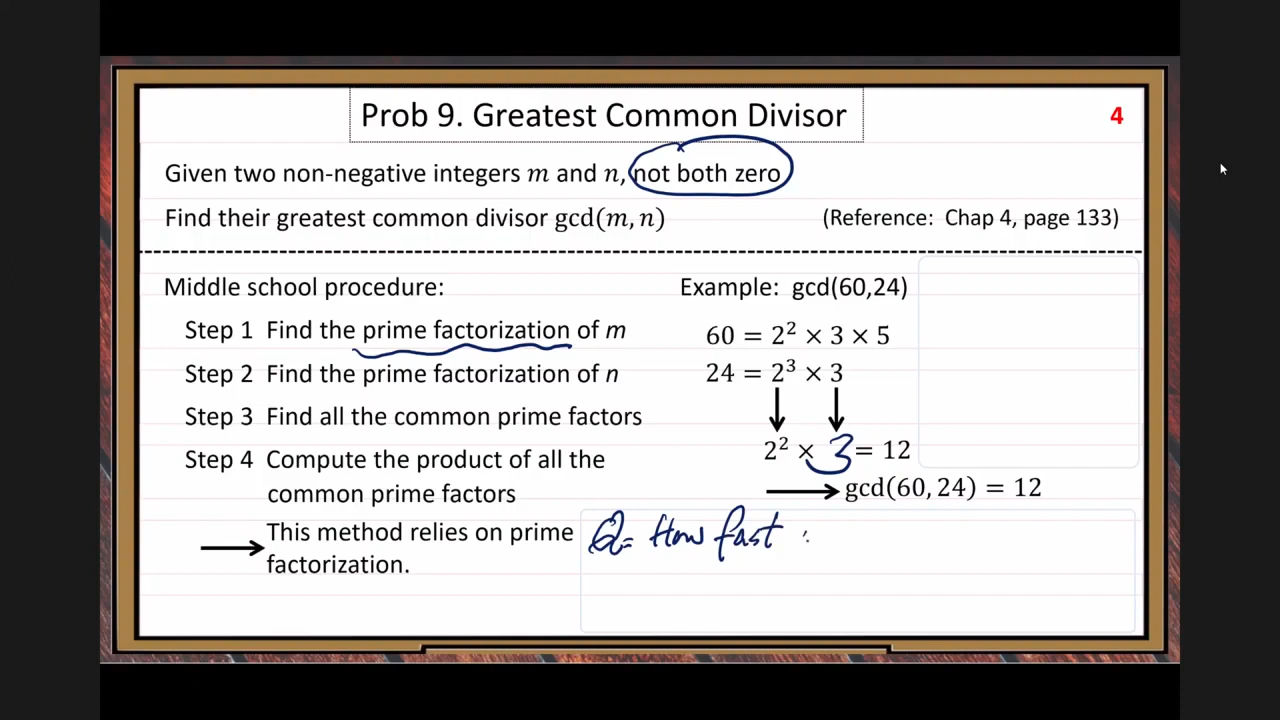 Prob 9. Greatest Common Divisor
4
Given two non-negative integers m and n, not both zero
Find their greatest common divisor gcd(m, n)
(Reference: Chap 4, page 133)
Middle school procedure:
Example: gcd(60,24)
Step 1 Find the prime factorization of m
60 = 2² × 3 × 5
Step 2 Find the prime factorization of n
24 = 2³ × 3
Step 3 Find all the common prime factors
Step 4 Compute the product of all the
common prime factors
2² × 3 = 12
gcd(60, 24) = 12
This method relies on prime
factorization.
Q: How fast